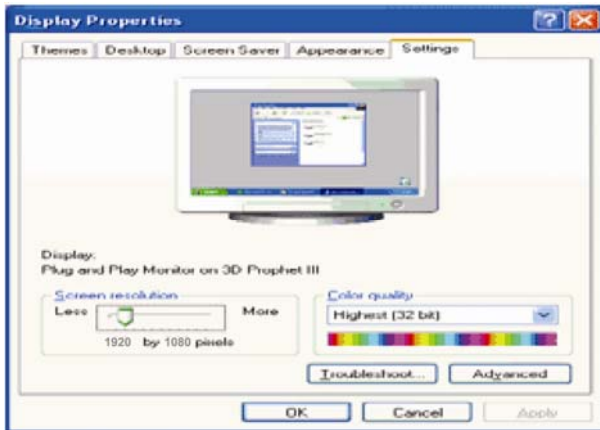 Display Properties
Themes Desktop Screen Saver Appearance Settings
Display:
Plug and Play Monitor on 3D Prophet III
Screen resolution
Less More
1920 by 1080 pixels
Color quality
Highest (32 bit)
Troubleshoot... Advanced
OK Cancel Apply